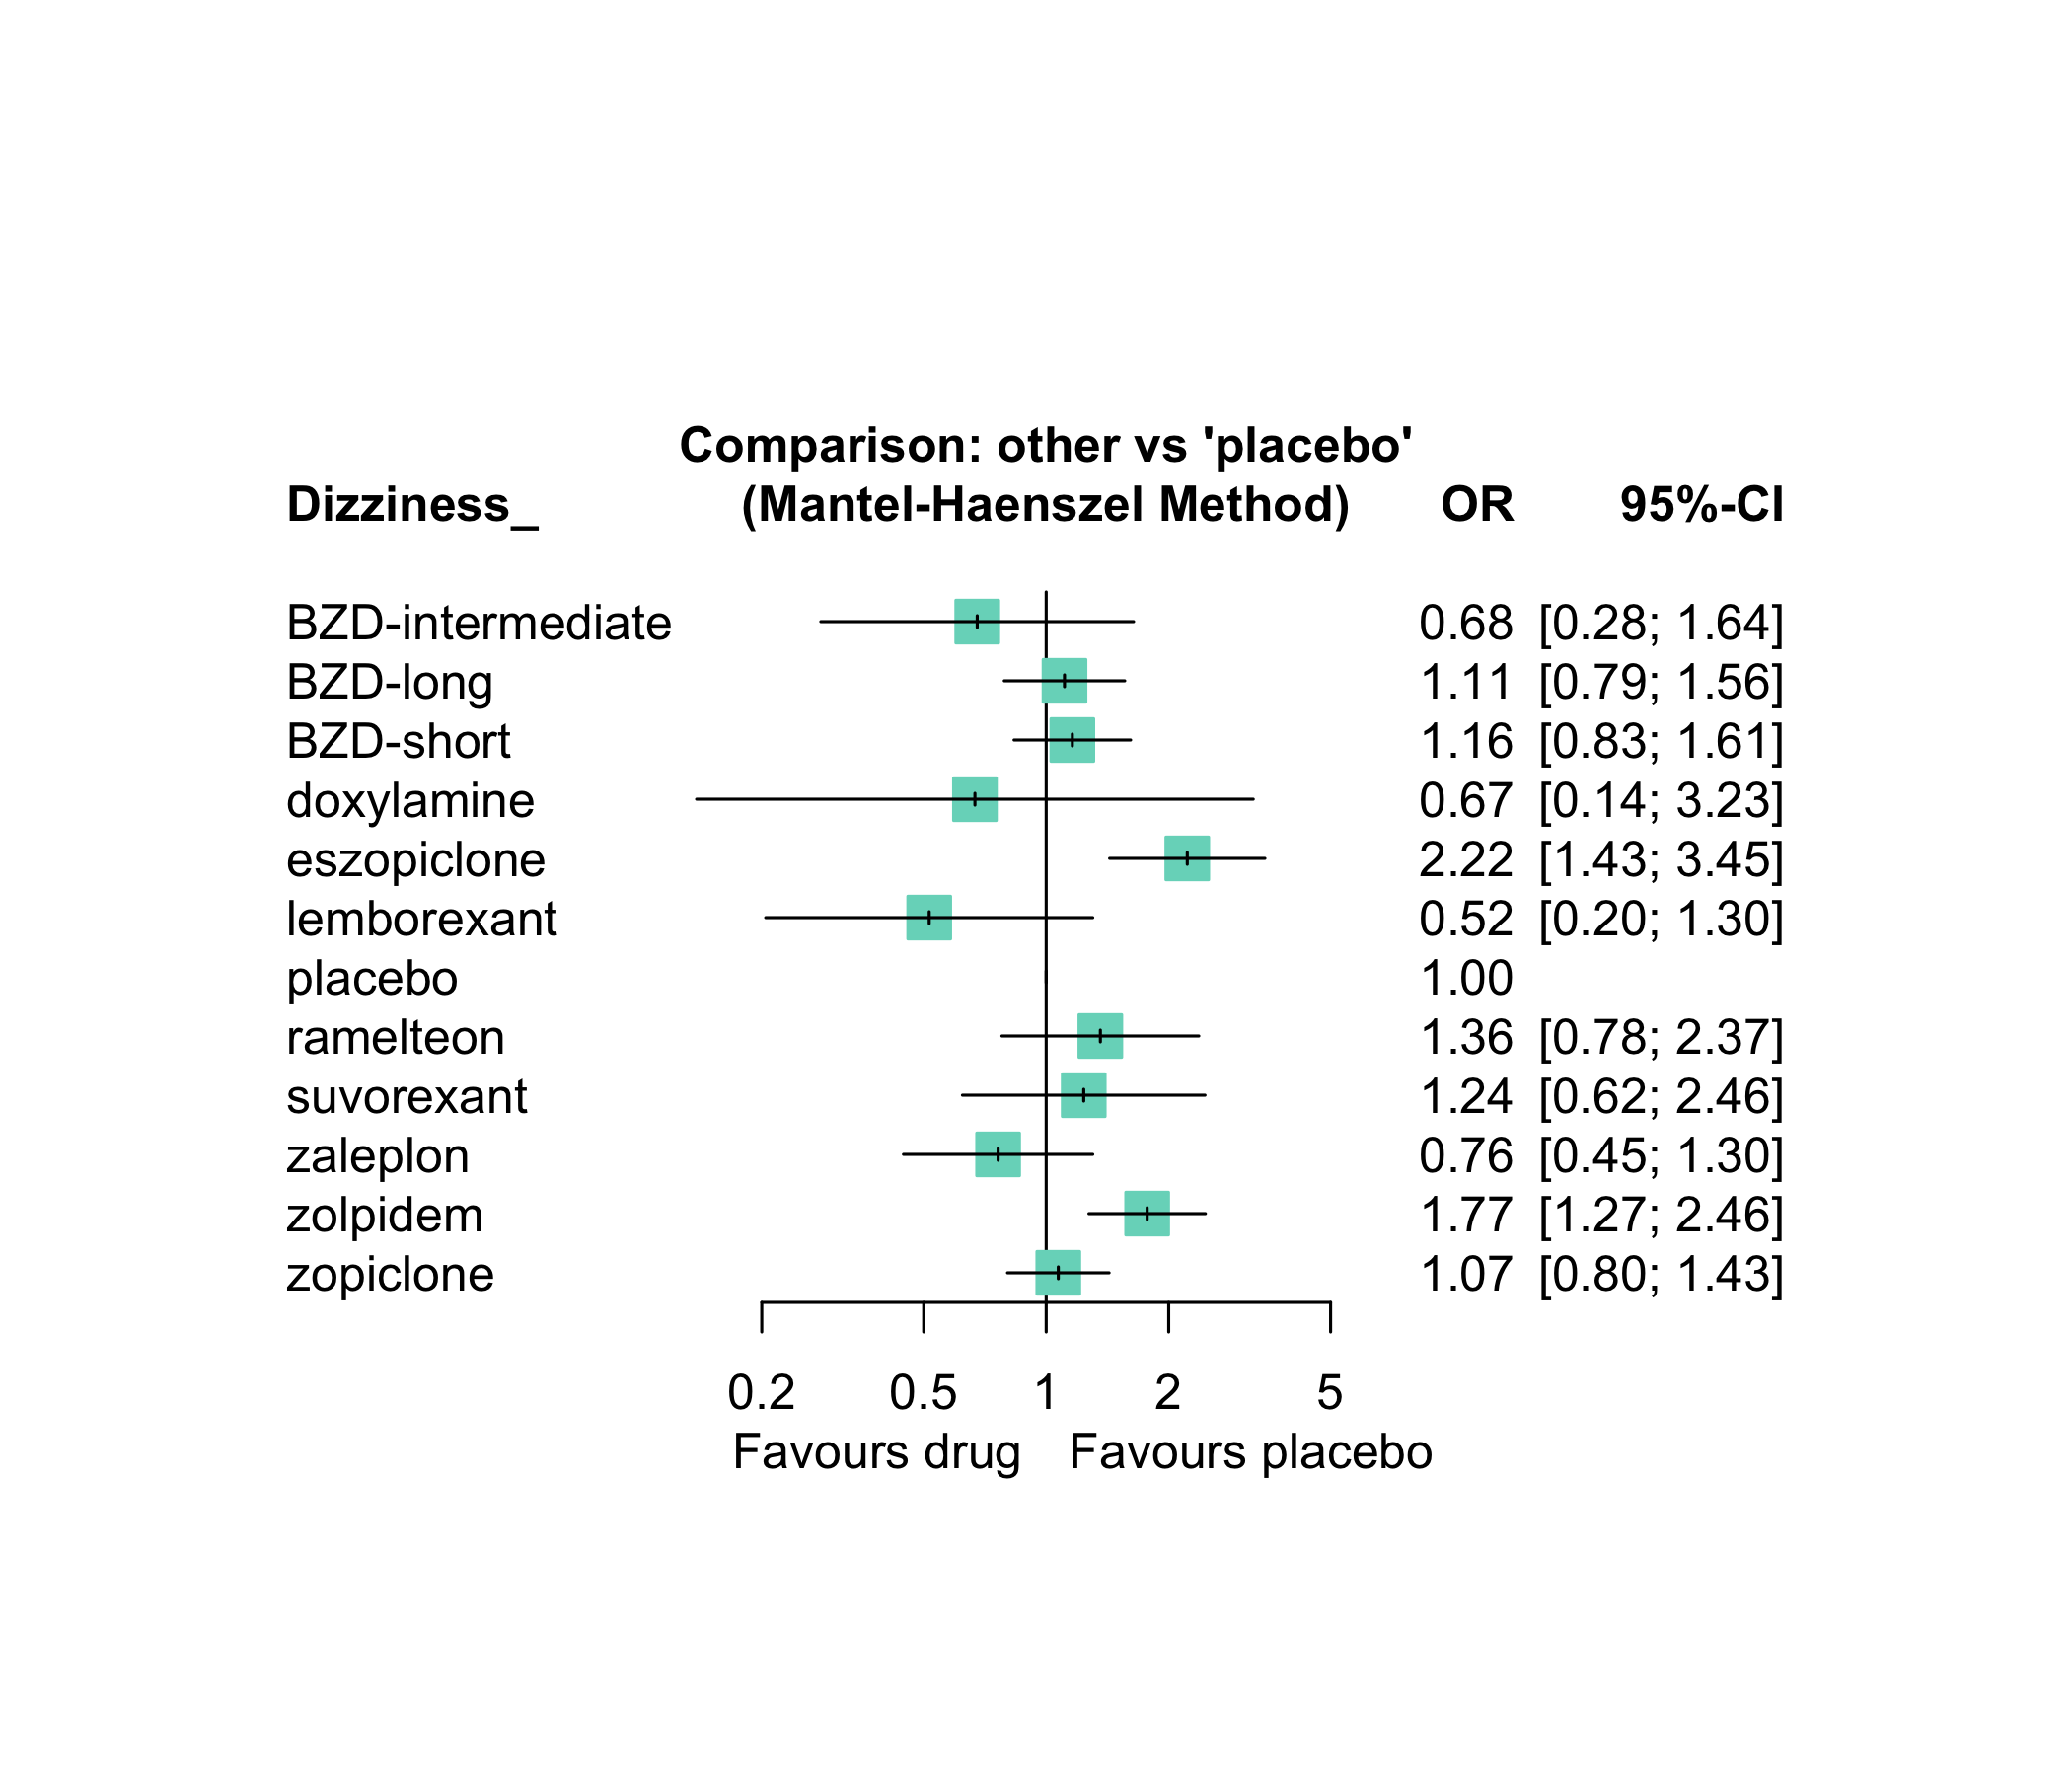 Comparison: other vs 'placebo'
Dizziness_ (Mantel-Haenszel Method) OR 95%-CI
BZD-intermediate 0.68 [0.28; 1.64]
BZD-long 1.11 [0.79; 1.56]
BZD-short 1.16 [0.83; 1.61]
doxylamine 0.67 [0.14; 3.23]
eszopiclone 2.22 [1.43; 3.45]
lemborexant 0.52 [0.20; 1.30]
placebo 1.00
ramelteon 1.36 [0.78; 2.37]
suvorexant 1.24 [0.62; 2.46]
zaleplon 0.76 [0.45; 1.30]
zolpidem 1.77 [1.27; 2.46]
zopiclone 1.07 [0.80; 1.43]
0.2 0.5 1 2 5
Favours drug Favours placebo